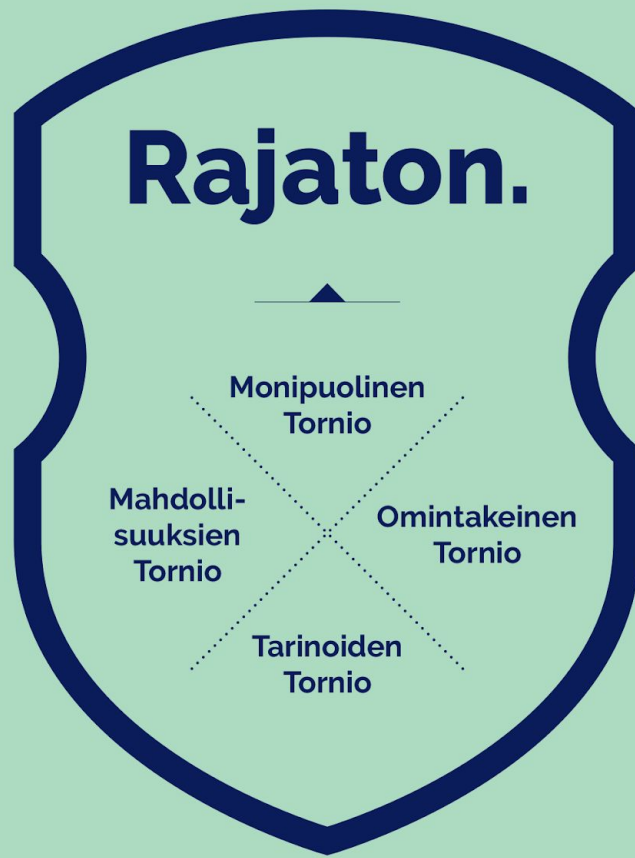 Rajaton.
Monipuolinen
Tornio
Mahdolli-
suuksien
Tornio
Omintakeinen
Tornio
Tarinoiden
Tornio